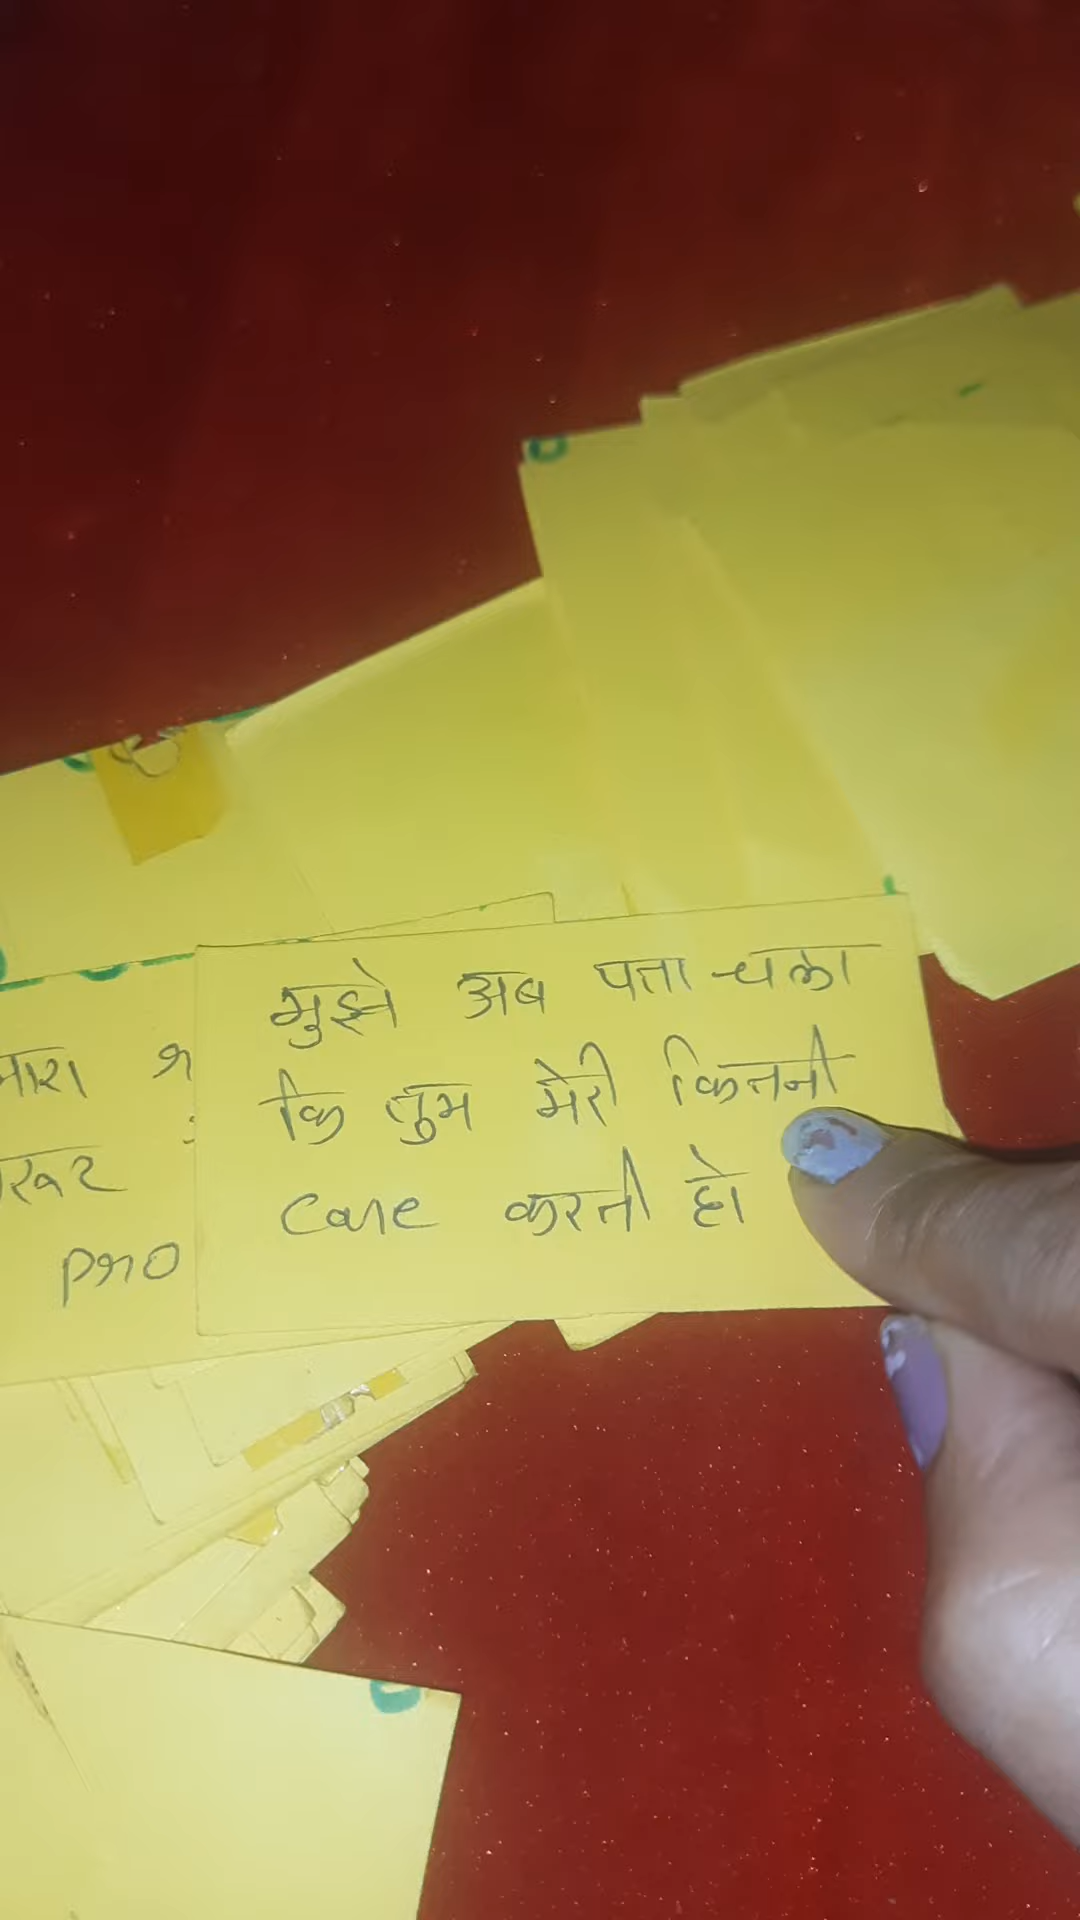 मुझे अब पता चला
कि तुम मेरी कितनी
Care करती हो